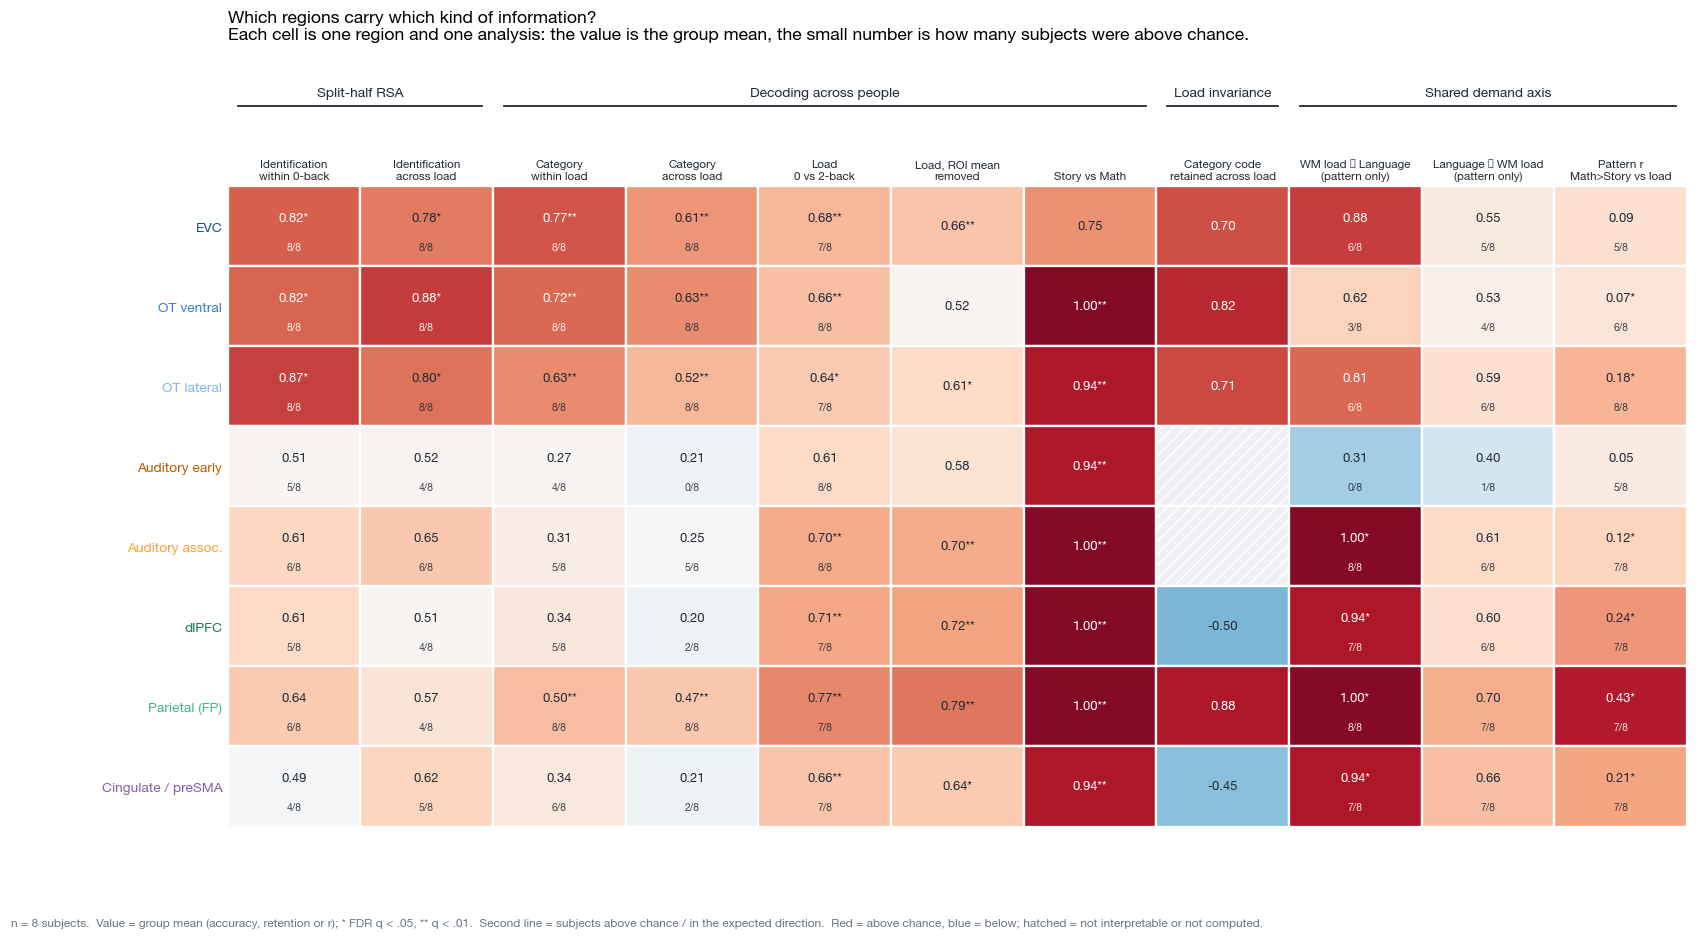 Which regions carry which kind of information?
Each cell is one region and one analysis: the value is the group mean, the small number is how many subjects were above chance.
Split-half RSA
Decoding across people
Load invariance
Shared demand axis
Identification
within 0-back
Identification
across load
Category
within load
Category
across load
Load
0 vs 2-back
Load, ROI mean
removed
Story vs Math
Category code
retained across load
WM load ▯ Language
(pattern only)
Language ▯ WM load
(pattern only)
Pattern r
Math>Story vs load
EVC
0.82* 0.78* 0.77** 0.61** 0.68** 0.66** 0.75 0.70 0.88 0.55 0.09
8/8 8/8 8/8 8/8 7/8 6/8 5/8 5/8
OT ventral
0.82* 0.88* 0.72** 0.63** 0.66** 0.52 1.00** 0.82 0.62 0.53 0.07*
8/8 8/8 8/8 8/8 8/8 3/8 4/8 6/8
OT lateral
0.87* 0.80* 0.63** 0.52** 0.64* 0.61* 0.94** 0.71 0.81 0.59 0.18*
8/8 8/8 8/8 8/8 7/8 6/8 6/8 8/8
Auditory early
0.51 0.52 0.27 0.21 0.61 0.58 0.94** 0.31 0.40 0.05
5/8 4/8 4/8 0/8 8/8 0/8 1/8 5/8
Auditory assoc.
0.61 0.65 0.31 0.25 0.70** 0.70** 1.00** 1.00* 0.61 0.12*
6/8 6/8 5/8 5/8 8/8 8/8 6/8 7/8
dlPFC
0.61 0.51 0.34 0.20 0.71** 0.72** 1.00** -0.50 0.94* 0.60 0.24*
5/8 4/8 5/8 2/8 7/8 7/8 6/8 7/8
Parietal (FP)
0.64 0.57 0.50** 0.47** 0.77** 0.79** 1.00** 0.88 1.00* 0.70 0.43*
6/8 4/8 8/8 8/8 7/8 8/8 7/8 7/8
Cingulate / preSMA
0.49 0.62 0.34 0.21 0.66** 0.64* 0.94** -0.45 0.94* 0.66 0.21*
4/8 5/8 6/8 2/8 7/8 7/8 7/8 7/8
n = 8 subjects.  Value = group mean (accuracy, retention or r); * FDR q < .05, ** q < .01.  Second line = subjects above chance / in the expected direction.  Red = above chance, blue = below; hatched = not interpretable or not computed.